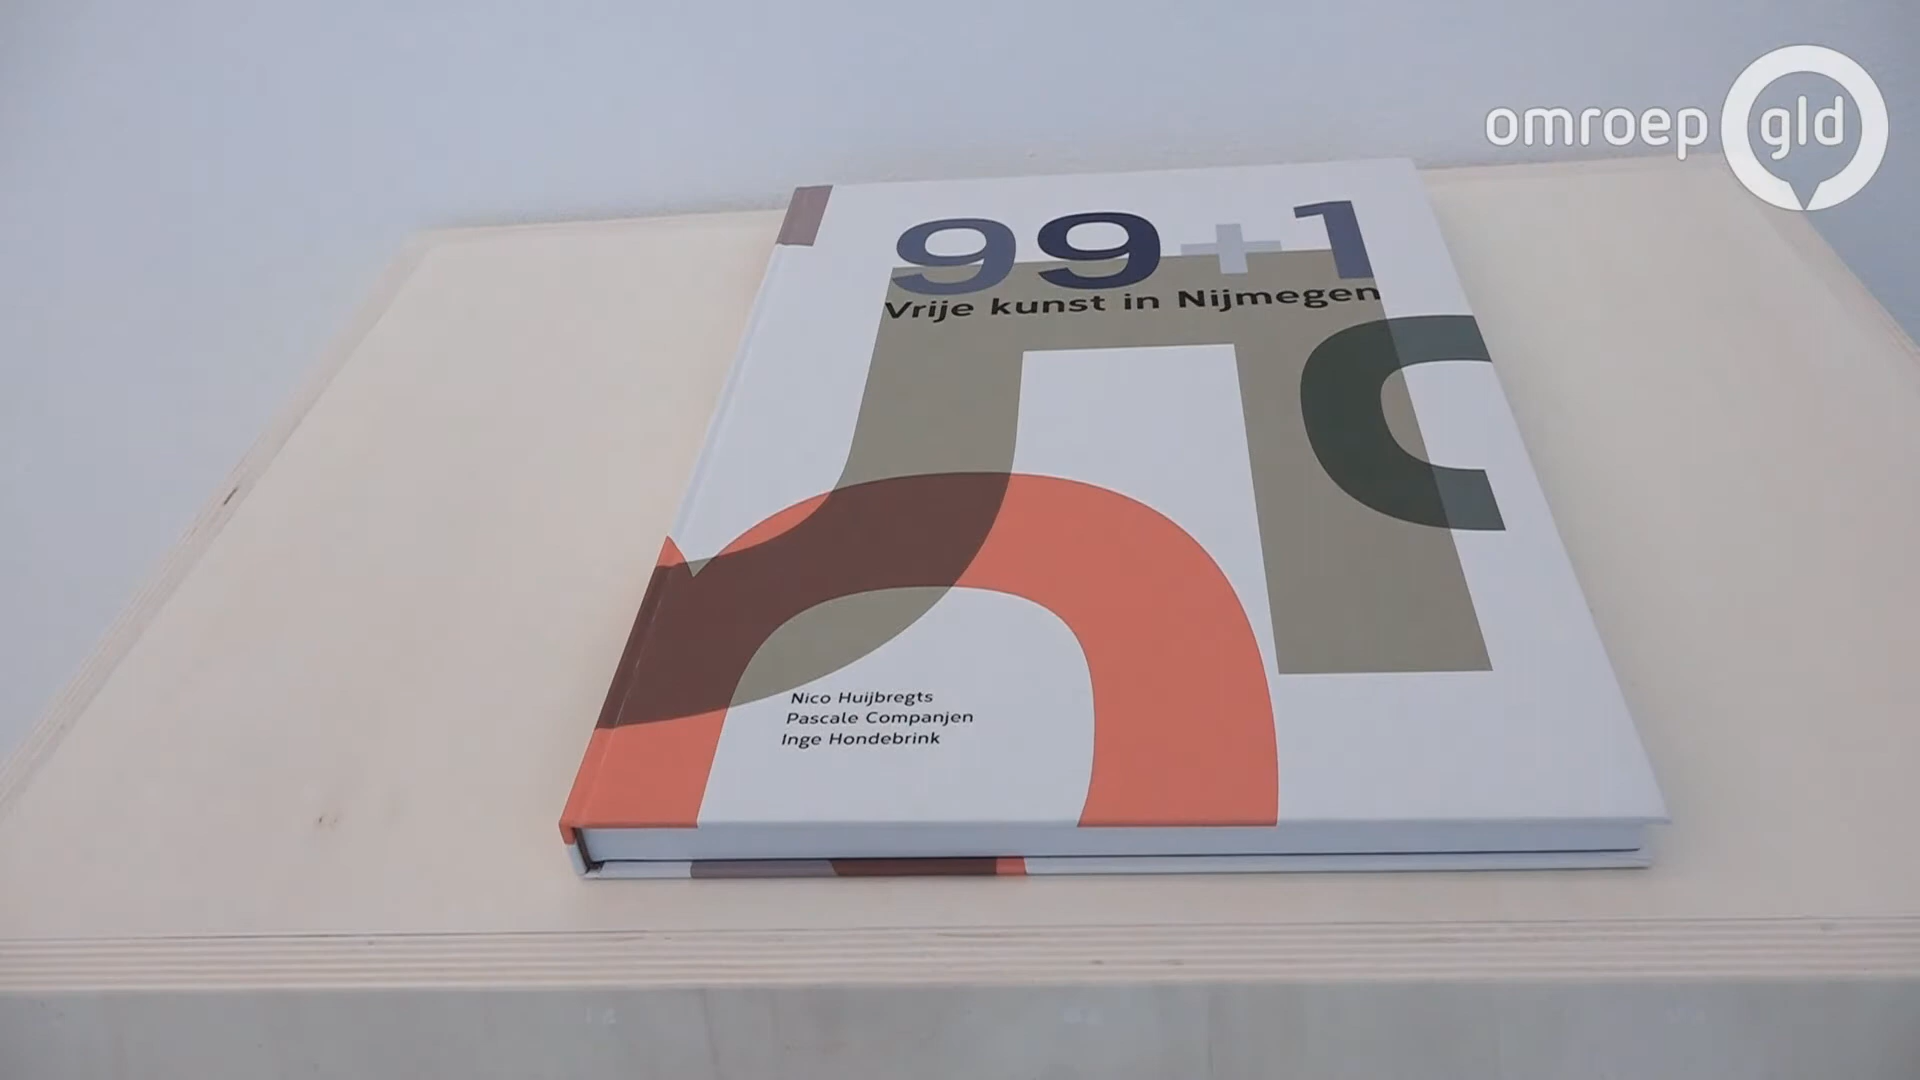 omroep gld
99+1
Vrije kunst in Nijmegen
Nico Huijbregts
Pascale Companjen
Inge Hondebrink